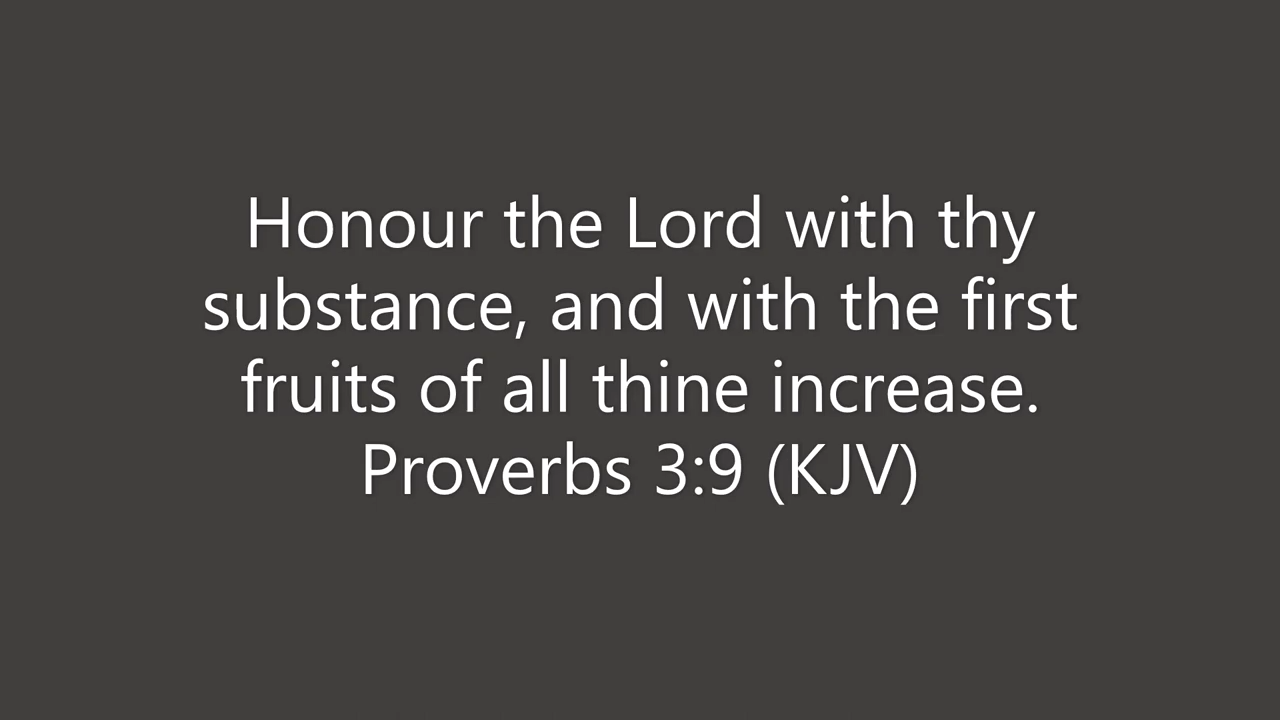 Honour the Lord with thy
substance, and with the first
fruits of all thine increase.
Proverbs 3:9 (KJV)